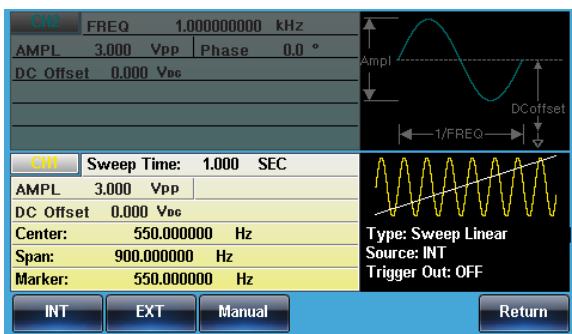 CH2 FREQ 1.000000000 kHz
AMPL 3.000 VPP Phase 0.0 °
DC Offset 0.000 VDC
Ampl
DCoffset
1/FREQ
CH1 Sweep Time: 1.000 SEC
AMPL 3.000 VPP
DC Offset 0.000 VDC
Center: 550.000000 Hz
Span: 900.000000 Hz
Marker: 550.000000 Hz
Type: Sweep Linear
Source: INT
Trigger Out: OFF
INT EXT Manual Return